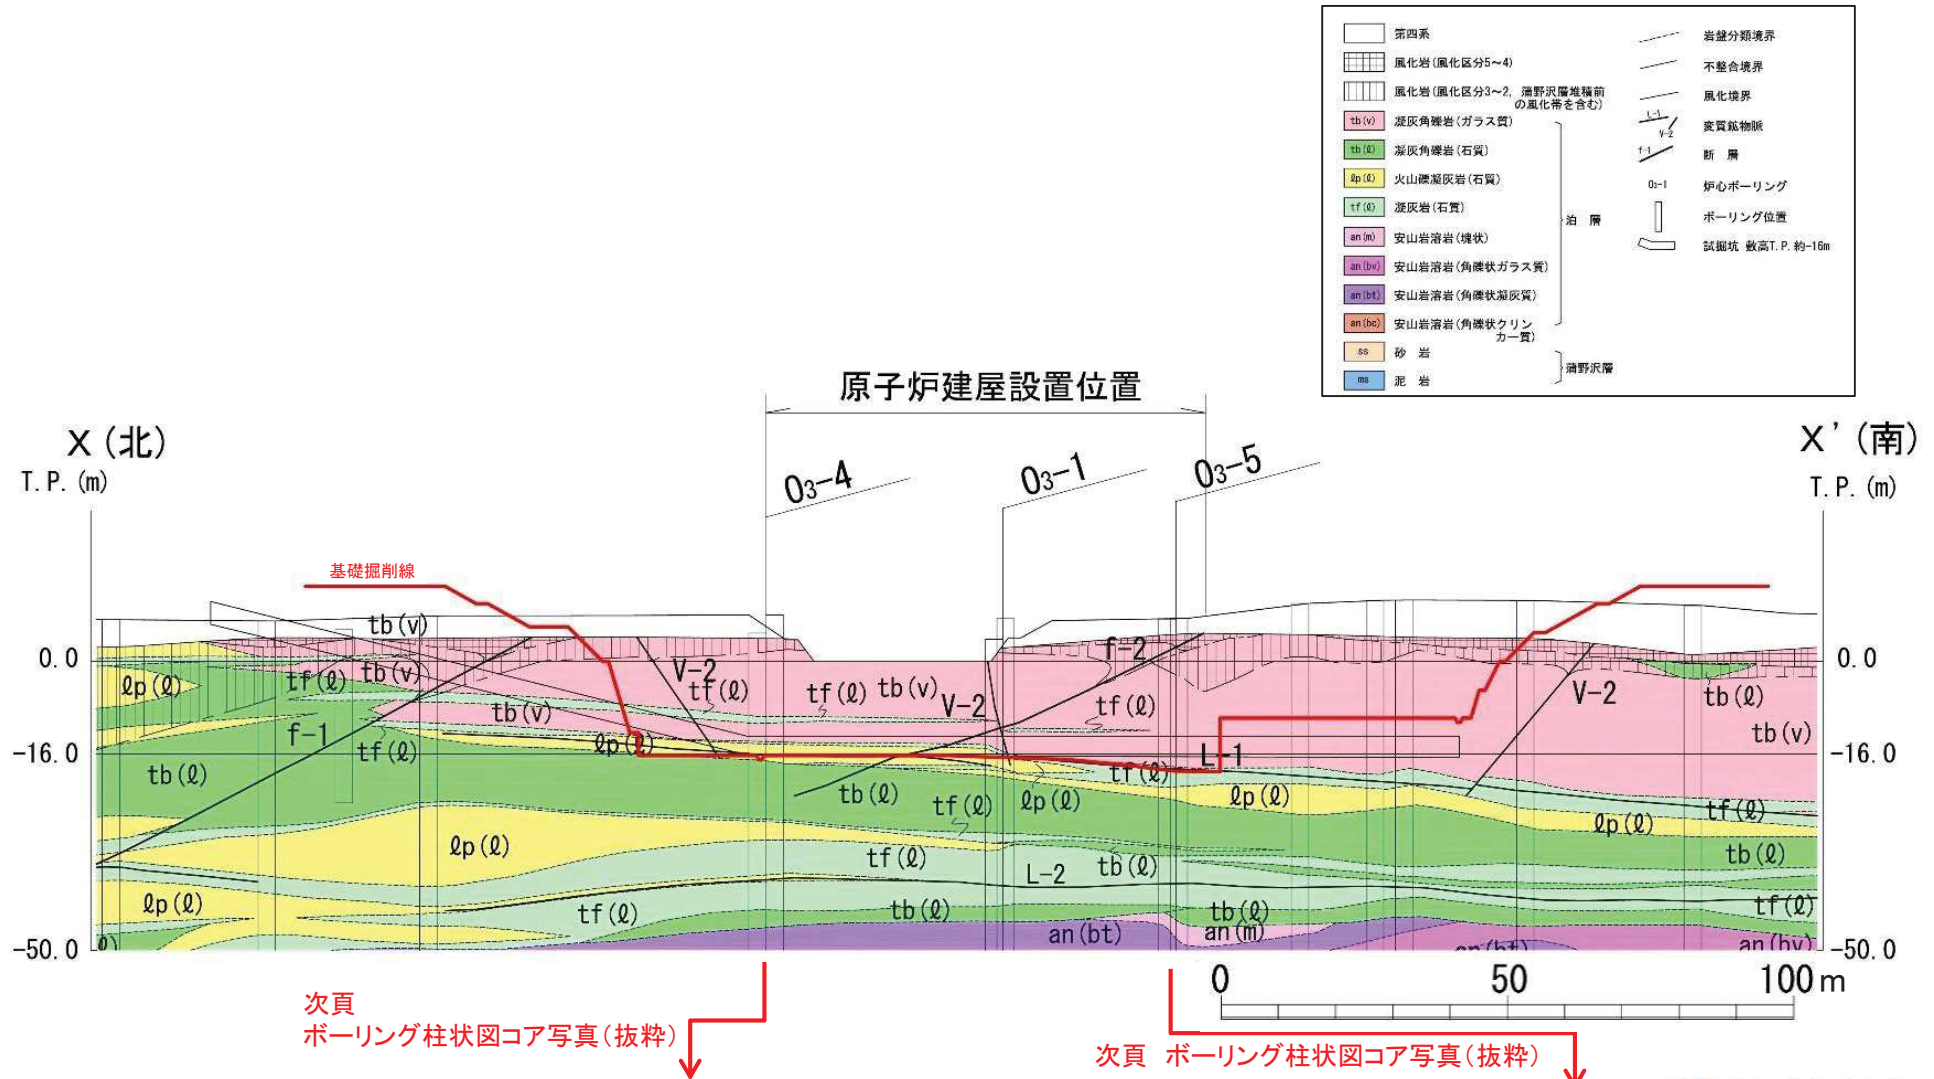 第四系
風化岩(風化区分5～4)
風化岩(風化区分3～2, 蒲野沢層堆積前
の風化帯を含む)
tb(v) 凝灰角礫岩(ガラス質)
tb(ℓ) 凝灰角礫岩(石質)
ℓp(ℓ) 火山礫凝灰岩(石質)
tf(ℓ) 凝灰岩(石質)
an(m) 安山岩溶岩(塊状)
an(bv) 安山岩溶岩(角礫状ガラス質)
an(bt) 安山岩溶岩(角礫状凝灰質)
an(bc) 安山岩溶岩(角礫状クリン
カー質)
ss 砂 岩
ms 泥 岩
泊 層
蒲野沢層
岩盤分類境界
不整合境界
風化境界
L-1
V-2
変質鉱物脈
f-1
断 層
O3-1 炉心ボーリング
ボーリング位置
試掘坑 敷高T.P.約-16m
原子炉建屋設置位置
X(北)
X'(南)
T.P.(m)
T.P.(m)
O3-4
O3-1
O3-5
基礎掘削線
tb(v)
f-2
0.0
0.0
ℓp(ℓ)
tf(ℓ)
tb(v)
V-2
tf(ℓ)
tf(ℓ)
tb(v)
V-2
tf(ℓ)
V-2
tb(ℓ)
f-1
tb(v)
tf(ℓ)
ℓp(ℓ)
tb(v)
-16.0
-16.0
L-1
tb(ℓ)
tb(ℓ)
tf(ℓ)
ℓp(ℓ)
tf(ℓ)
ℓp(ℓ)
tf(ℓ)
ℓp(ℓ)
ℓp(ℓ)
tf(ℓ)
L-2
tb(ℓ)
tb(ℓ)
ℓp(ℓ)
tf(ℓ)
tb(ℓ)
tb(ℓ)
tf(ℓ)
an(bt)
an(m)
an(bt)
an(bv)
ℓ)
-50.0
-50.0
0
50
100m
次頁
ボーリング柱状図コア写真(抜粋)
次頁 ボーリング柱状図コア写真(抜粋)